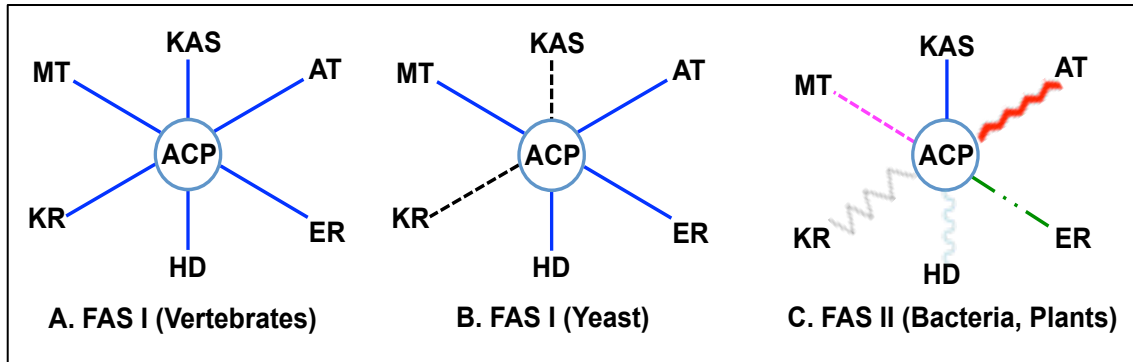 KAS
MT
AT
ACP
KR
ER
HD
A. FAS I (Vertebrates)
KAS
MT
AT
ACP
KR
ER
HD
B. FAS I (Yeast)
KAS
MT
AT
ACP
KR
ER
HD
C. FAS II (Bacteria, Plants)